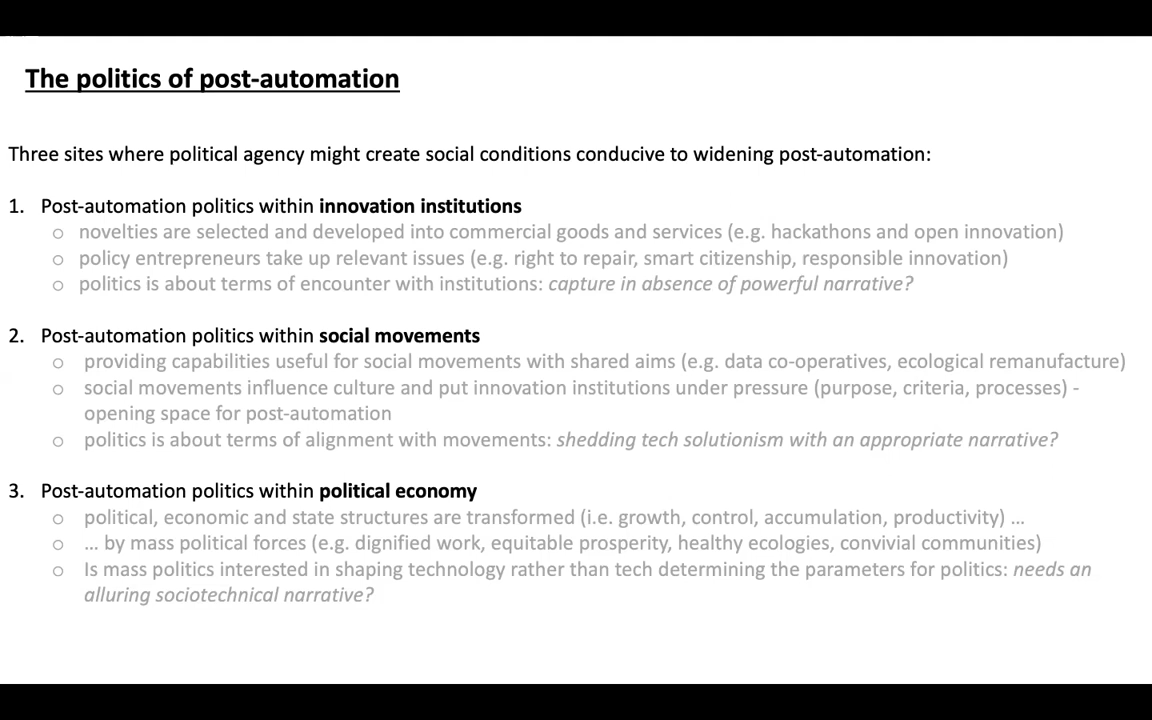 The politics of post-automation
Three sites where political agency might create social conditions conducive to widening post-automation:
1. Post-automation politics within innovation institutions
o novelties are selected and developed into commercial goods and services (e.g. hackathons and open innovation)
o policy entrepreneurs take up relevant issues (e.g. right to repair, smart citizenship, responsible innovation)
o politics is about terms of encounter with institutions: capture in absence of powerful narrative?
2. Post-automation politics within social movements
o providing capabilities useful for social movements with shared aims (e.g. data co-operatives, ecological remanufacture)
o social movements influence culture and put innovation institutions under pressure (purpose, criteria, processes) -
opening space for post-automation
o politics is about terms of alignment with movements: shedding tech solutionism with an appropriate narrative?
3. Post-automation politics within political economy
o political, economic and state structures are transformed (i.e. growth, control, accumulation, productivity) ...
o ... by mass political forces (e.g. dignified work, equitable prosperity, healthy ecologies, convivial communities)
o Is mass politics interested in shaping technology rather than tech determining the parameters for politics: needs an
alluring sociotechnical narrative?